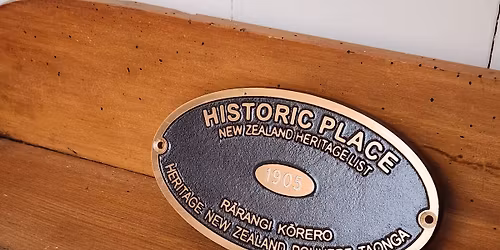 HISTORIC PLACE
NEW ZEALAND HERITAGE LIST
1905
RĀRANGI KŌRERO
HERITAGE NEW ZEALAND POUHERE TAONGA